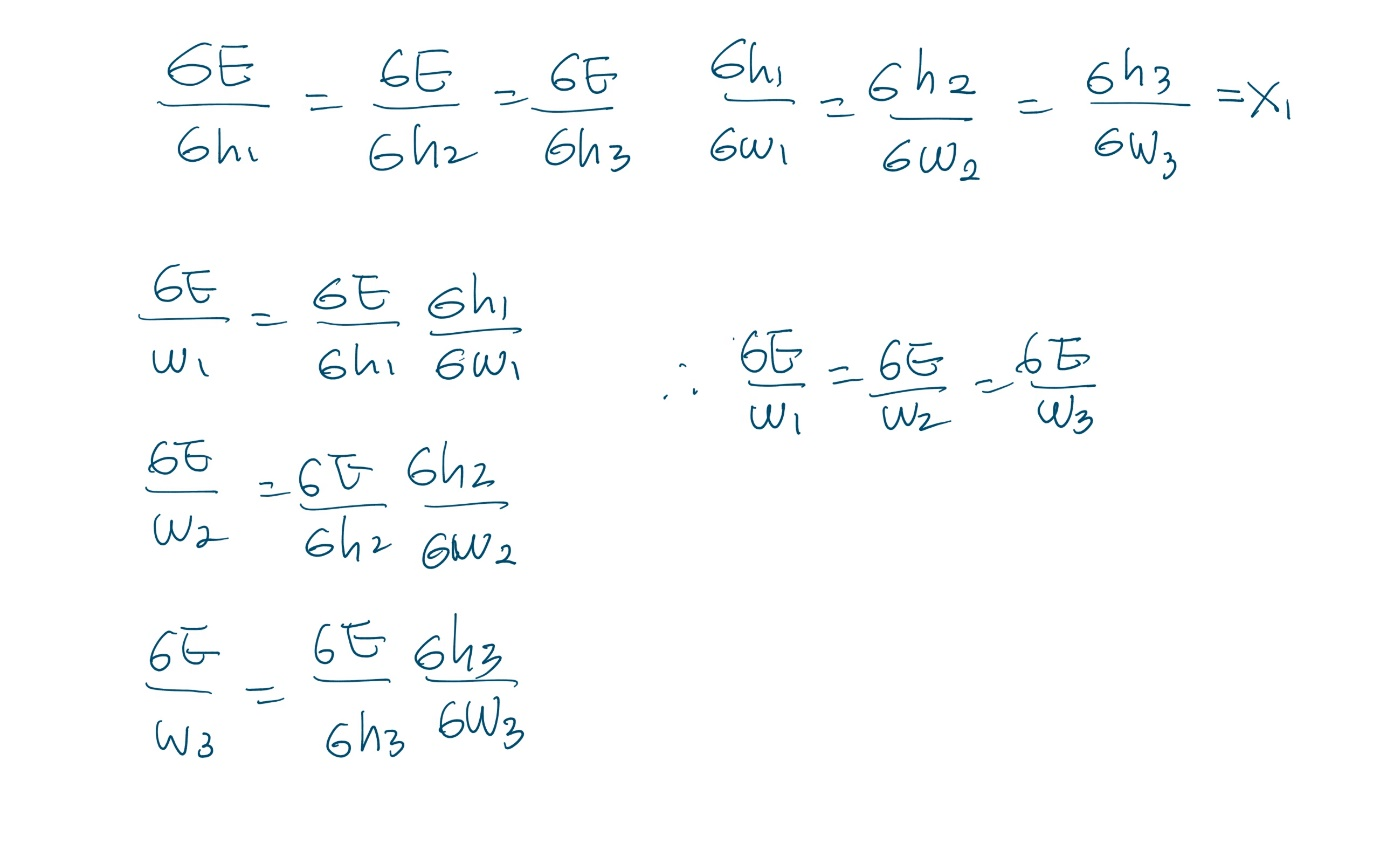 6E/6h1 = 6E/6h2 = 6E/6h3   6h1/6w1 = 6h2/6w2 = 6h3/6w3 = x1
6E/w1 = 6E/6h1 6h1/6w1
∴ 6E/w1 = 6E/w2 = 6E/w3
6E/w2 = 6E/6h2 6h2/6w2
6E/w3 = 6E/6h3 6h3/6w3